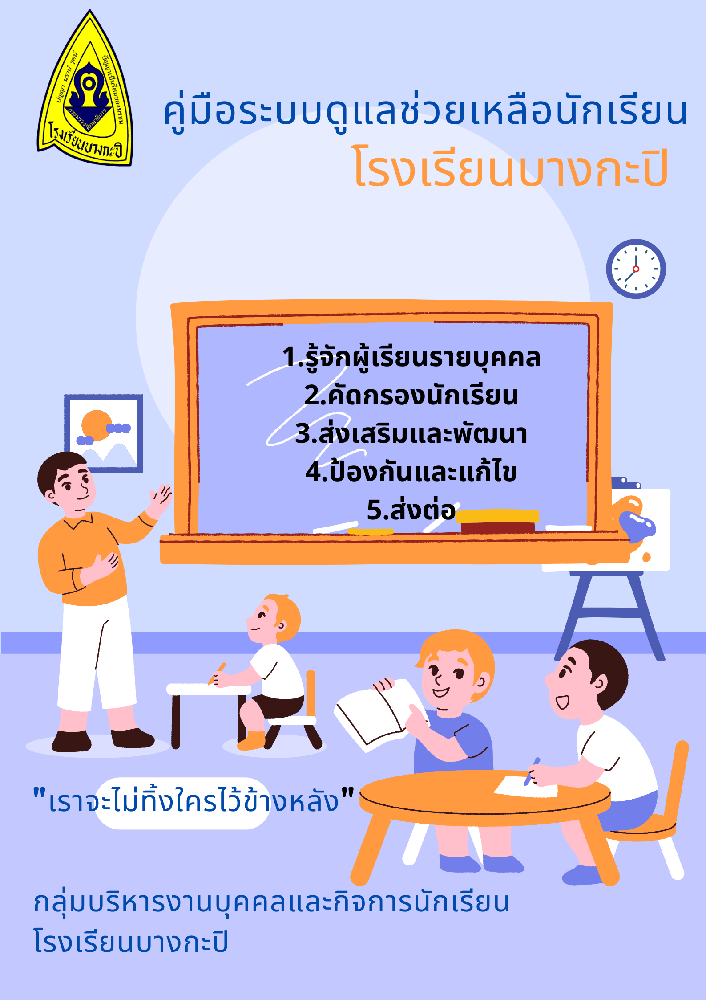 ปญฺญา นรานํ รตนํ
ปัญญาเป็นรัตนของนรชน
กระทรวงศึกษาธิการ
โรงเรียนบางกะปิ
คู่มือระบบดูแลช่วยเหลือนักเรียน
โรงเรียนบางกะปิ
1.รู้จักผู้เรียนรายบุคคล
2.คัดกรองนักเรียน
3.ส่งเสริมและพัฒนา
4.ป้องกันและแก้ไข
5.ส่งต่อ
"เราจะไม่ทิ้งใครไว้ข้างหลัง"
กลุ่มบริหารงานบุคคลและกิจการนักเรียน
โรงเรียนบางกะปิ